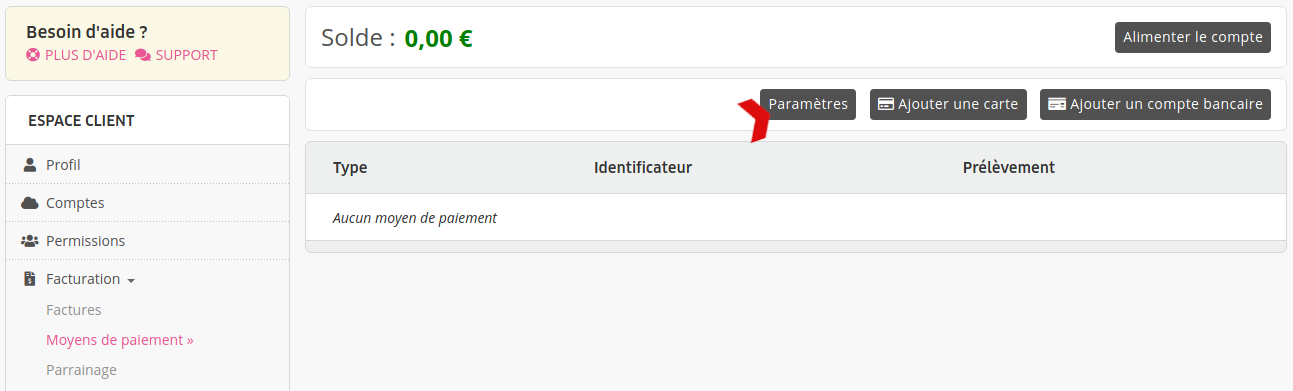 Besoin d'aide ?
PLUS D'AIDE SUPPORT
ESPACE CLIENT
Profil
Comptes
Permissions
Facturation
Factures
Moyens de paiement »
Parrainage
Solde : 0,00 €
Alimenter le compte
Paramètres
Ajouter une carte
Ajouter un compte bancaire
Type Identificateur Prélèvement
Aucun moyen de paiement